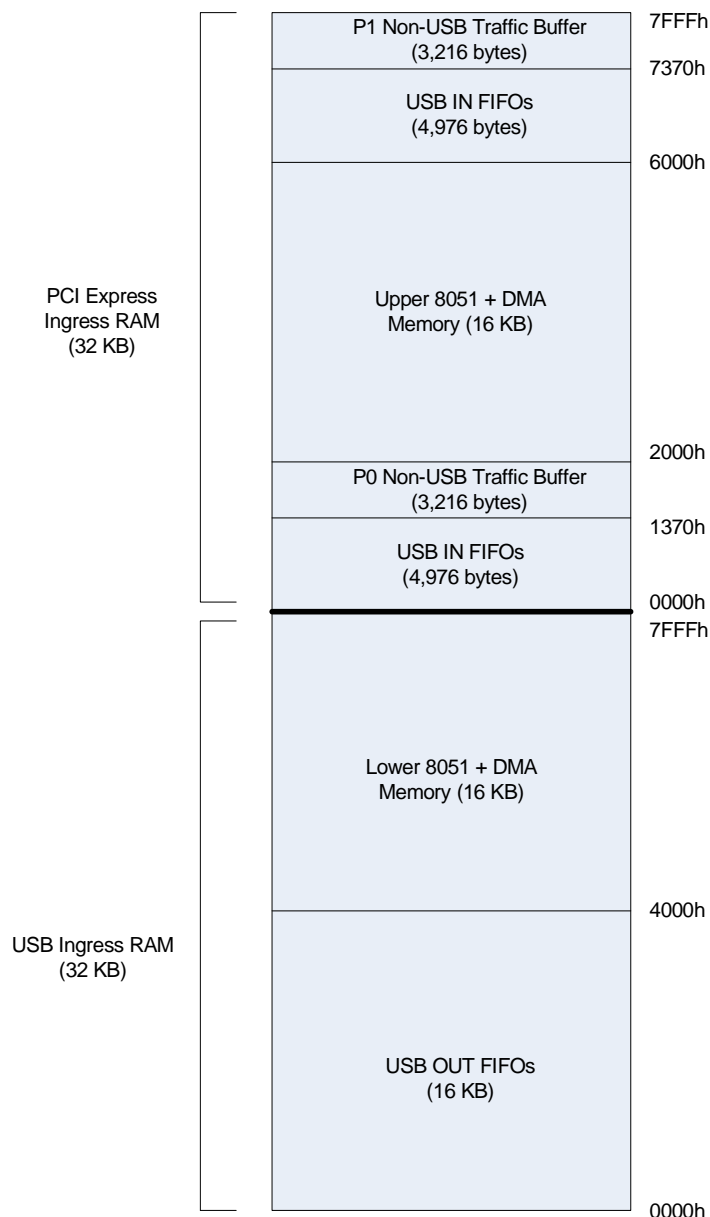 P1 Non-USB Traffic Buffer
(3,216 bytes)
7FFFh
7370h
USB IN FIFOs
(4,976 bytes)
6000h
PCI Express
Ingress RAM
(32 KB)
Upper 8051 + DMA
Memory (16 KB)
2000h
P0 Non-USB Traffic Buffer
(3,216 bytes)
1370h
USB IN FIFOs
(4,976 bytes)
0000h
7FFFh
Lower 8051 + DMA
Memory (16 KB)
4000h
USB Ingress RAM
(32 KB)
USB OUT FIFOs
(16 KB)
0000h